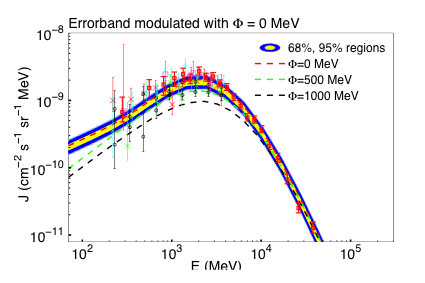 Errorband modulated with Φ = 0 MeV
10⁻⁸
68%, 95% regions
Φ=0 MeV
Φ=500 MeV
Φ=1000 MeV
10⁻⁹
10⁻¹⁰
10⁻¹¹
J (cm⁻² s⁻¹ sr⁻¹ MeV)
10² 10³ 10⁴ 10⁵
E (MeV)